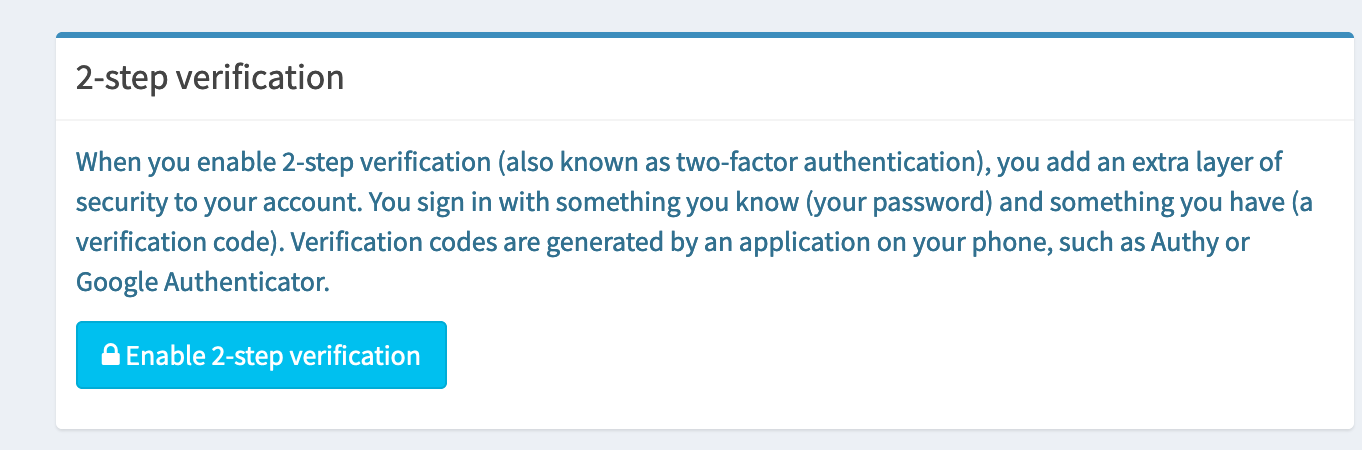 2-step verification
When you enable 2-step verification (also known as two-factor authentication), you add an extra layer of
security to your account. You sign in with something you know (your password) and something you have (a
verification code). Verification codes are generated by an application on your phone, such as Authy or
Google Authenticator.
Enable 2-step verification